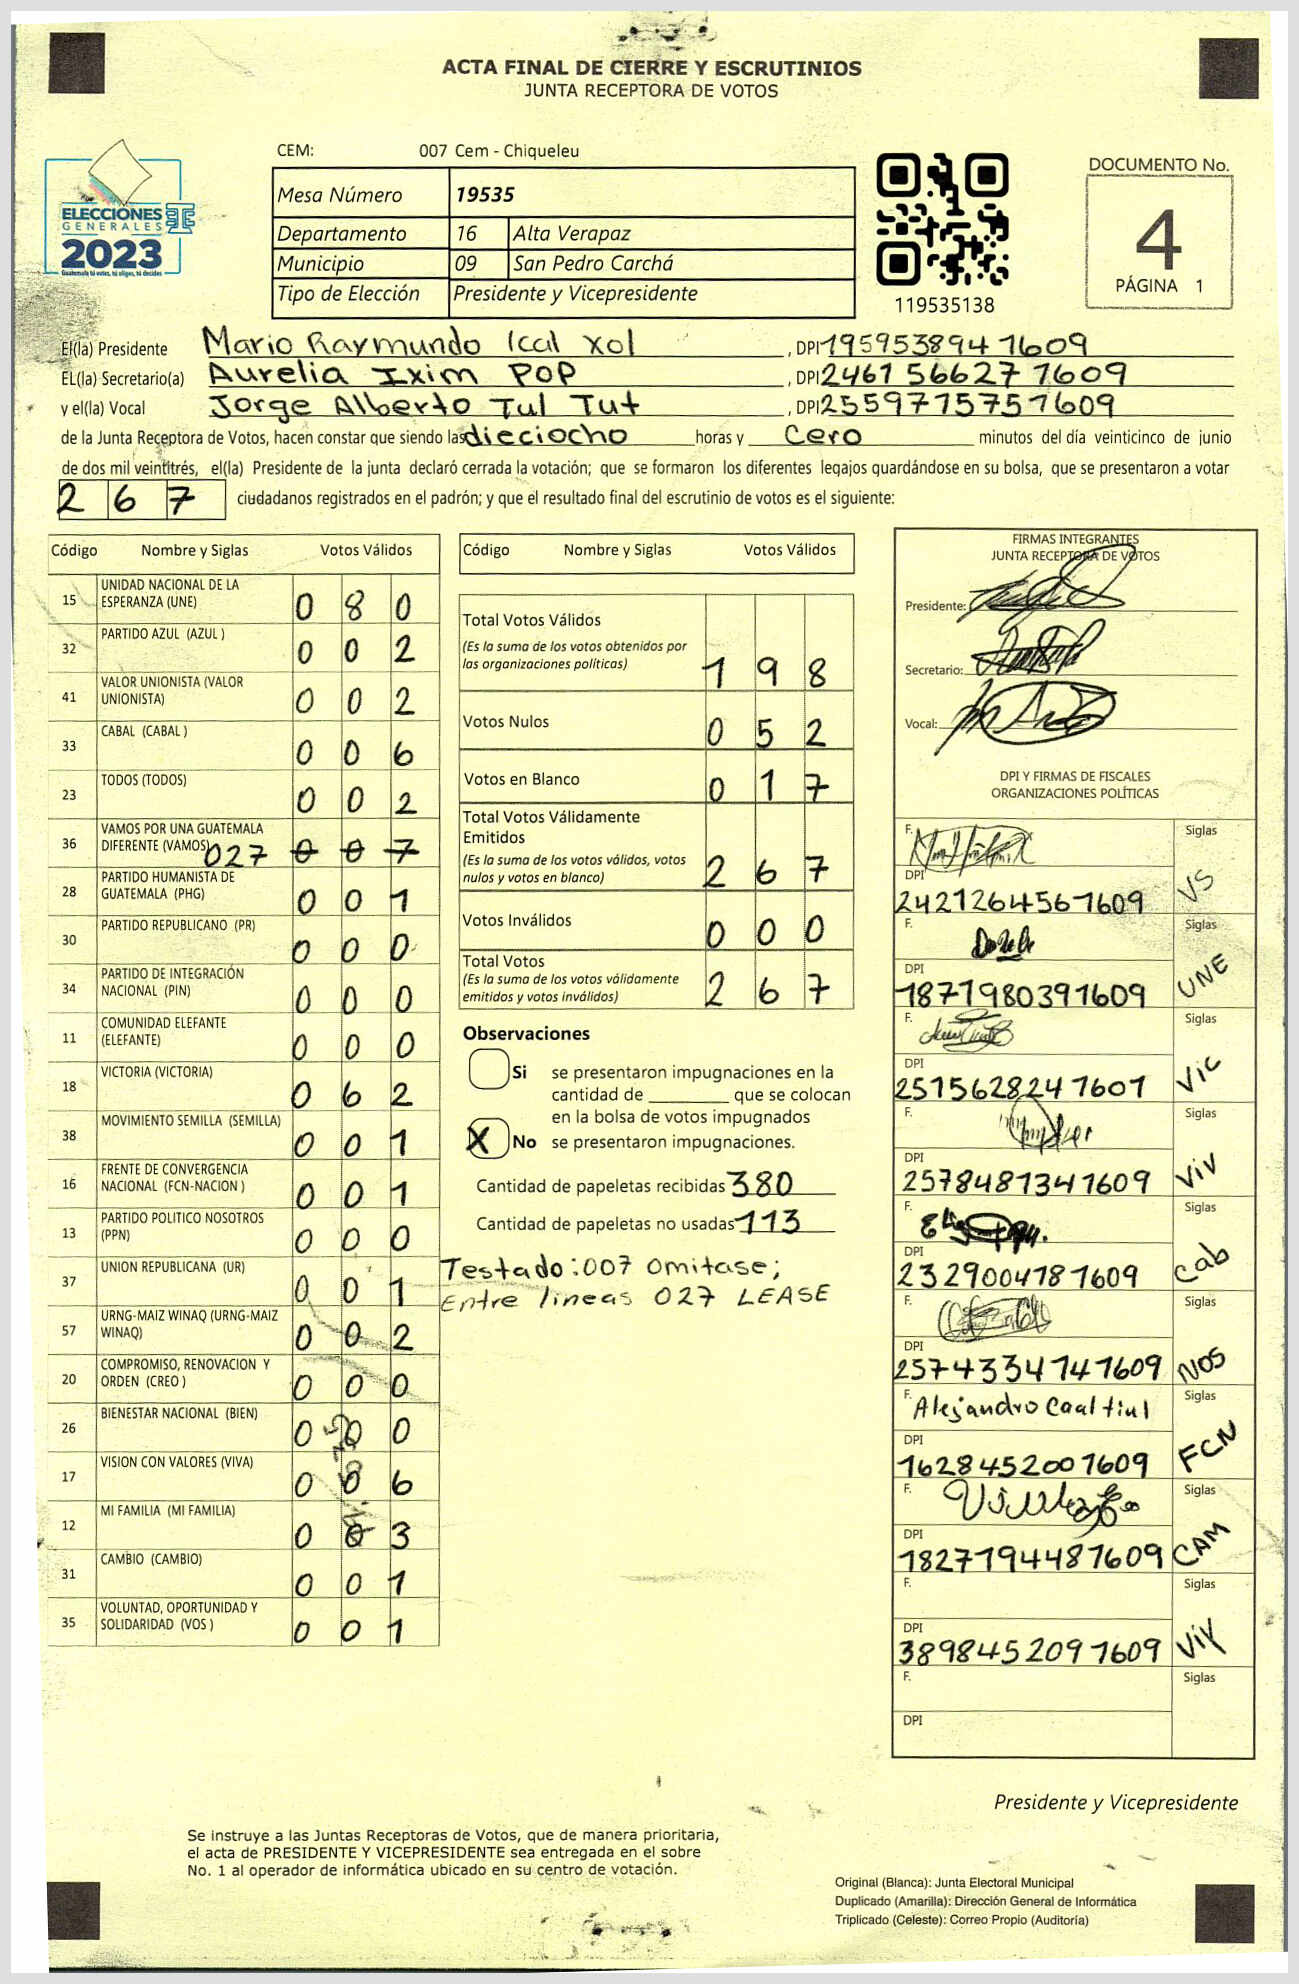 ACTA FINAL DE CIERRE Y ESCRUTINIOS
JUNTA RECEPTORA DE VOTOS
ELECCIONES
GENERALES
2023
Guatemala tú votas, tú eliges, tú decides
CEM: 007 Cem - Chiqueleu
Mesa Número 19535
Departamento 16 Alta Verapaz
Municipio 09 San Pedro Carchá
Tipo de Elección Presidente y Vicepresidente
119535138
DOCUMENTO No.
4
PÁGINA 1
El(la) Presidente Mario Raymundo Ical Xol , DPI 1959538941609
EL(la) Secretario(a) Aurelia Ixim POP , DPI 2461566271609
y el(la) Vocal Jorge Alberto Tul Tut , DPI 2559715751609
de la Junta Receptora de Votos, hacen constar que siendo las dieciocho horas y cero minutos del día veinticinco de junio
de dos mil veintitrés, el(la) Presidente de la junta declaró cerrada la votación; que se formaron los diferentes legajos guardándose en su bolsa, que se presentaron a votar
2 6 7 ciudadanos registrados en el padrón; y que el resultado final del escrutinio de votos es el siguiente:
Código Nombre y Siglas Votos Válidos
15 UNIDAD NACIONAL DE LA
ESPERANZA (UNE) 0 8 0
32 PARTIDO AZUL (AZUL ) 0 0 2
41 VALOR UNIONISTA (VALOR
UNIONISTA) 0 0 2
33 CABAL (CABAL ) 0 0 6
23 TODOS (TODOS) 0 0 2
36 VAMOS POR UNA GUATEMALA
DIFERENTE (VAMOS) 027 0 0 7
28 PARTIDO HUMANISTA DE
GUATEMALA (PHG) 0 0 1
30 PARTIDO REPUBLICANO (PR) 0 0 0
34 PARTIDO DE INTEGRACIÓN
NACIONAL (PIN) 0 0 0
11 COMUNIDAD ELEFANTE
(ELEFANTE) 0 0 0
18 VICTORIA (VICTORIA) 0 6 2
38 MOVIMIENTO SEMILLA (SEMILLA) 0 0 1
16 FRENTE DE CONVERGENCIA
NACIONAL (FCN-NACION ) 0 0 1
13 PARTIDO POLITICO NOSOTROS
(PPN) 0 0 0
37 UNION REPUBLICANA (UR) 0 0 1
57 URNG-MAIZ WINAQ (URNG-MAIZ
WINAQ) 0 0 2
20 COMPROMISO, RENOVACION Y
ORDEN (CREO ) 0 0 0
26 BIENESTAR NACIONAL (BIEN) 0 0 0
17 VISION CON VALORES (VIVA) 0 0 6
12 MI FAMILIA (MI FAMILIA) 0 0 3
31 CAMBIO (CAMBIO) 0 0 1
35 VOLUNTAD, OPORTUNIDAD Y
SOLIDARIDAD (VOS ) 0 0 1
Código Nombre y Siglas Votos Válidos
Total Votos Válidos
(Es la suma de los votos obtenidos por
las organizaciones políticas) 1 9 8
Votos Nulos 0 5 2
Votos en Blanco 0 1 7
Total Votos Válidamente
Emitidos
(Es la suma de los votos válidos, votos
nulos y votos en blanco) 2 6 7
Votos Inválidos 0 0 0
Total Votos
(Es la suma de los votos válidamente
emitidos y votos inválidos) 2 6 7
Observaciones
Si se presentaron impugnaciones en la
cantidad de ________ que se colocan
en la bolsa de votos impugnados
X No se presentaron impugnaciones.
Cantidad de papeletas recibidas 380
Cantidad de papeletas no usadas 113
Testado: 007 Omitase;
Entre lineas 027 LEASE
FIRMAS INTEGRANTES
JUNTA RECEPTORA DE VOTOS
Presidente:
Secretario:
Vocal:
DPI Y FIRMAS DE FISCALES
ORGANIZACIONES POLÍTICAS
F. Siglas
DPI
2421264561609 VS
F. Siglas
DPI
1871980391609 UNE
F. Siglas
DPI
2515628241601 Vic
F. Siglas
DPI
2578481341609 Viv
F. Siglas
DPI
2329004781609 Cab
F. Siglas
DPI
2574334741609 NOS
F. Alejandro Caal tiul Siglas
DPI
1628452001609 FCN
F. Siglas
DPI
1827194481609 CAM
F. Siglas
DPI
3898452091609 Viv
F. Siglas
DPI
Presidente y Vicepresidente
Se instruye a las Juntas Receptoras de Votos, que de manera prioritaria,
el acta de PRESIDENTE Y VICEPRESIDENTE sea entregada en el sobre
No. 1 al operador de informática ubicado en su centro de votación.
Original (Blanca): Junta Electoral Municipal
Duplicado (Amarilla): Dirección General de Informática
Triplicado (Celeste): Correo Propio (Auditoría)